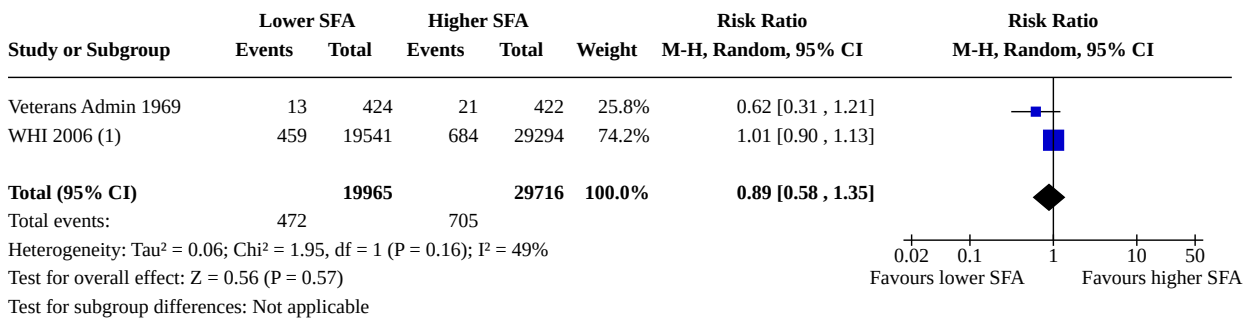 Lower SFA Higher SFA Risk Ratio Risk Ratio
Study or Subgroup Events Total Events Total Weight M-H, Random, 95% CI M-H, Random, 95% CI
Veterans Admin 1969 13 424 21 422 25.8% 0.62 [0.31 , 1.21]
WHI 2006 (1) 459 19541 684 29294 74.2% 1.01 [0.90 , 1.13]
Total (95% CI) 19965 29716 100.0% 0.89 [0.58 , 1.35]
Total events: 472 705
Heterogeneity: Tau² = 0.06; Chi² = 1.95, df = 1 (P = 0.16); I² = 49%
0.02 0.1 1 10 50
Test for overall effect: Z = 0.56 (P = 0.57)
Favours lower SFA Favours higher SFA
Test for subgroup differences: Not applicable